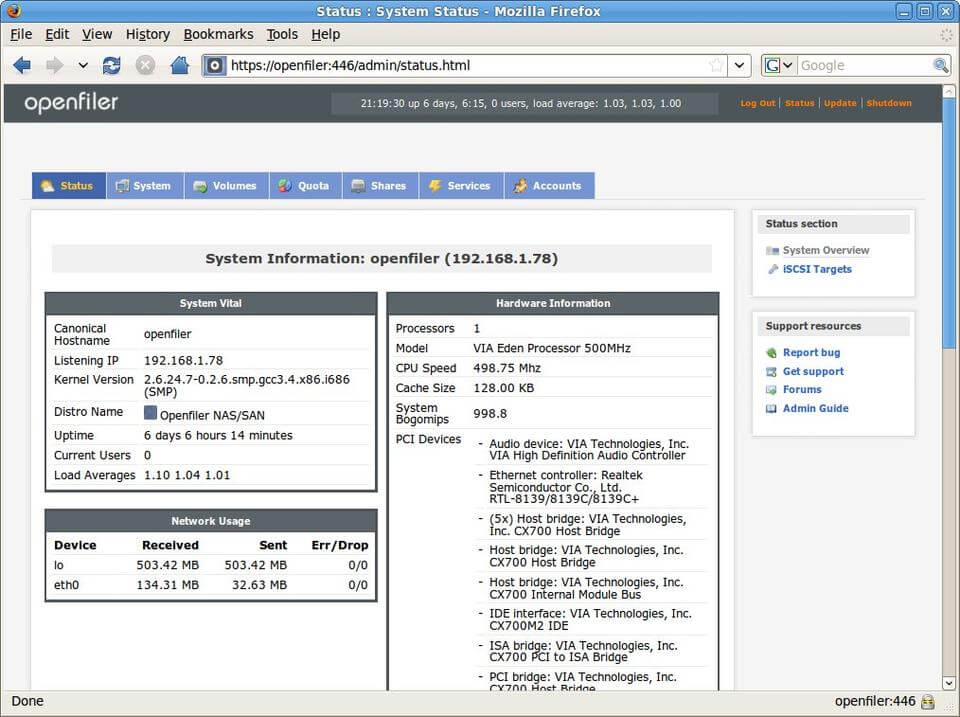 Status : System Status - Mozilla Firefox
File Edit View History Bookmarks Tools Help
https://openfiler:446/admin/status.html
G Google
openfiler
21:19:30 up 6 days, 6:15, 0 users, load average: 1.03, 1.03, 1.00
Log Out | Status | Update | Shutdown
Status System Volumes Quota Shares Services Accounts
System Information: openfiler (192.168.1.78)
System Vital
Canonical
Hostname openfiler
Listening IP 192.168.1.78
Kernel Version 2.6.24.7-0.2.6.smp.gcc3.4.x86.i686
(SMP)
Distro Name Openfiler NAS/SAN
Uptime 6 days 6 hours 14 minutes
Current Users 0
Load Averages 1.10 1.04 1.01
Network Usage
Device Received Sent Err/Drop
lo 503.42 MB 503.42 MB 0/0
eth0 134.31 MB 32.63 MB 0/0
Hardware Information
Processors 1
Model VIA Eden Processor 500MHz
CPU Speed 498.75 Mhz
Cache Size 128.00 KB
System
Bogomips 998.8
PCI Devices
- Audio device: VIA Technologies, Inc.
VIA High Definition Audio Controller
- Ethernet controller: Realtek
Semiconductor Co., Ltd.
RTL-8139/8139C/8139C+
- (5x) Host bridge: VIA Technologies,
Inc. CX700 Host Bridge
- Host bridge: VIA Technologies, Inc.
CX700 Host Bridge
- Host bridge: VIA Technologies, Inc.
CX700 Internal Module Bus
- IDE interface: VIA Technologies, Inc.
CX700M2 IDE
- ISA bridge: VIA Technologies, Inc.
CX700 PCI to ISA Bridge
- PCI bridge: VIA Technologies, Inc.
CX700 Host Bridge
Status section
System Overview
iSCSI Targets
Support resources
Report bug
Get support
Forums
Admin Guide
Done
openfiler:446